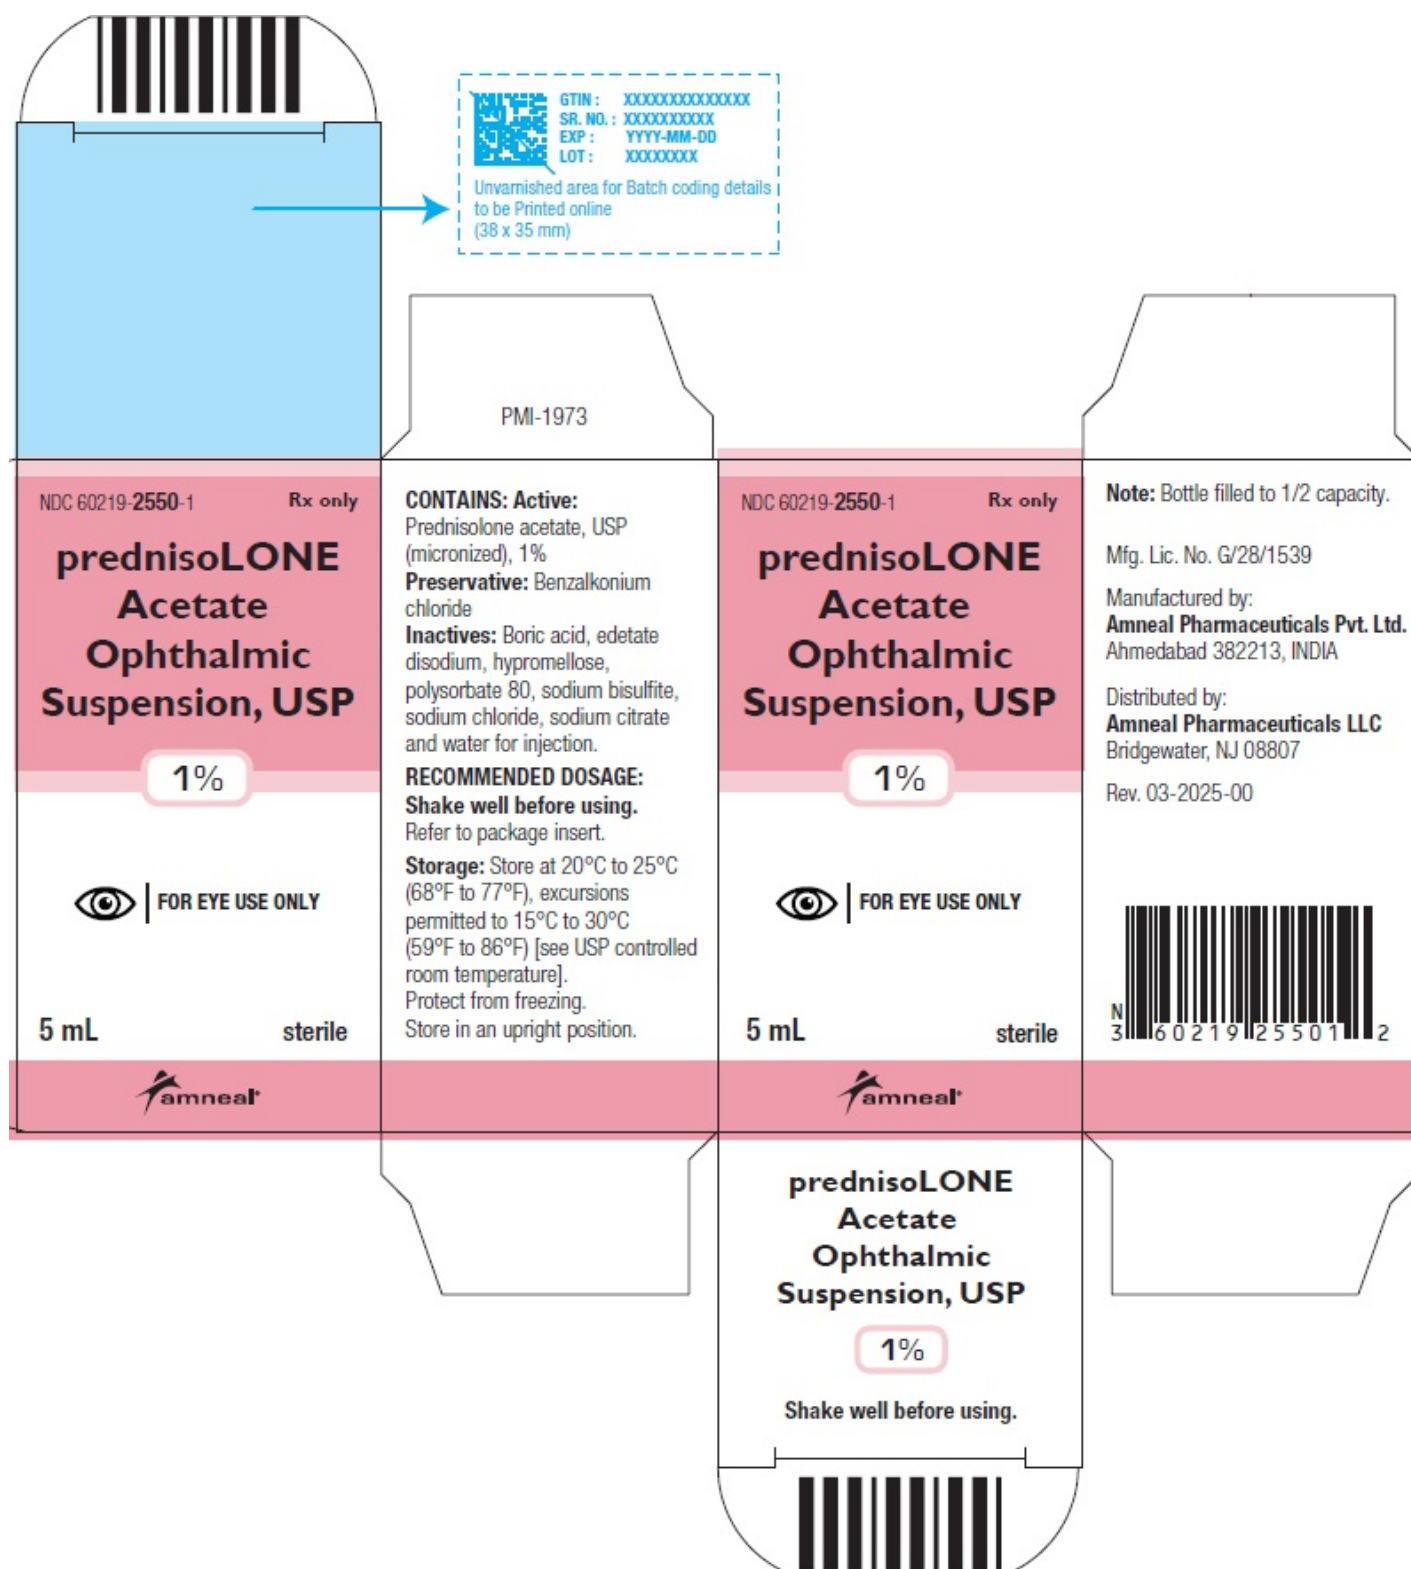 GTIN : XXXXXXXXXXXXXX
SR. NO. : XXXXXXXXXX
EXP : YYYY-MM-DD
LOT : XXXXXXXX
Unvarnished area for Batch coding details
to be Printed online
(38 x 35 mm)
PMI-1973
NDC 60219-2550-1 Rx only
prednisoLONE
Acetate
Ophthalmic
Suspension, USP
1%
FOR EYE USE ONLY
5 mL sterile
amneal
CONTAINS: Active:
Prednisolone acetate, USP
(micronized), 1%
Preservative: Benzalkonium
chloride
Inactives: Boric acid, edetate
disodium, hypromellose,
polysorbate 80, sodium bisulfite,
sodium chloride, sodium citrate
and water for injection.
RECOMMENDED DOSAGE:
Shake well before using.
Refer to package insert.
Storage: Store at 20°C to 25°C
(68°F to 77°F), excursions
permitted to 15°C to 30°C
(59°F to 86°F) [see USP controlled
room temperature].
Protect from freezing.
Store in an upright position.
NDC 60219-2550-1 Rx only
prednisoLONE
Acetate
Ophthalmic
Suspension, USP
1%
FOR EYE USE ONLY
5 mL sterile
amneal
Note: Bottle filled to 1/2 capacity.
Mfg. Lic. No. G/28/1539
Manufactured by:
Amneal Pharmaceuticals Pvt. Ltd.
Ahmedabad 382213, INDIA
Distributed by:
Amneal Pharmaceuticals LLC
Bridgewater, NJ 08807
Rev. 03-2025-00
N
3 60219 25501 2
prednisoLONE
Acetate
Ophthalmic
Suspension, USP
1%
Shake well before using.